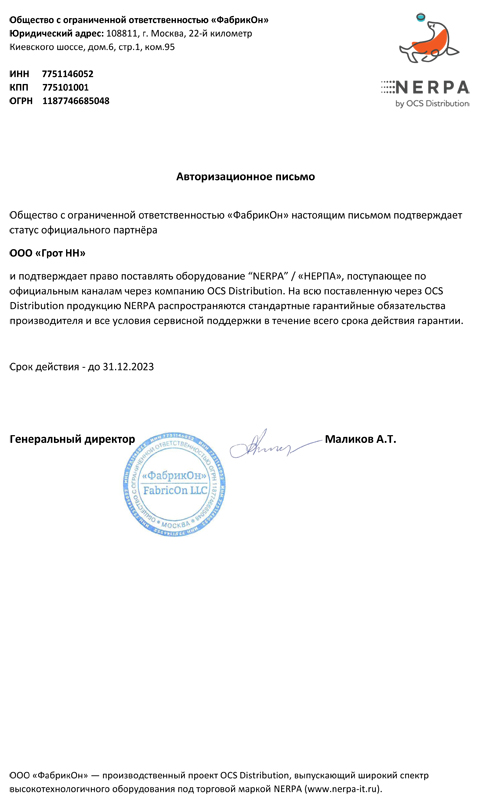 Общество с ограниченной ответственностью «ФабрикОн»
Юридический адрес: 108811, г. Москва, 22-й километр
Киевского шоссе, дом.6, стр.1, ком.95
ИНН 7751146052
КПП 775101001
ОГРН 1187746685048
NERPA
by OCS Distribution
Авторизационное письмо
Общество с ограниченной ответственностью «ФабрикОн» настоящим письмом подтверждает
статус официального партнёра
ООО «Грот НН»
и подтверждает право поставлять оборудование “NERPA” / «НЕРПА», поступающее по
официальным каналам через компанию OCS Distribution. На всю поставленную через OCS
Distribution продукцию NERPA распространяются стандартные гарантийные обязательства
производителя и все условия сервисной поддержки в течение всего срока действия гарантии.
Срок действия - до 31.12.2023
Генеральный директор Маликов А.Т.
«ФабрикОн»
FabricOn LLC
МОСКВА
ООО «ФабрикОн» — производственный проект OCS Distribution, выпускающий широкий спектр
высокотехнологичного оборудования под торговой маркой NERPA (www.nerpa-it.ru).